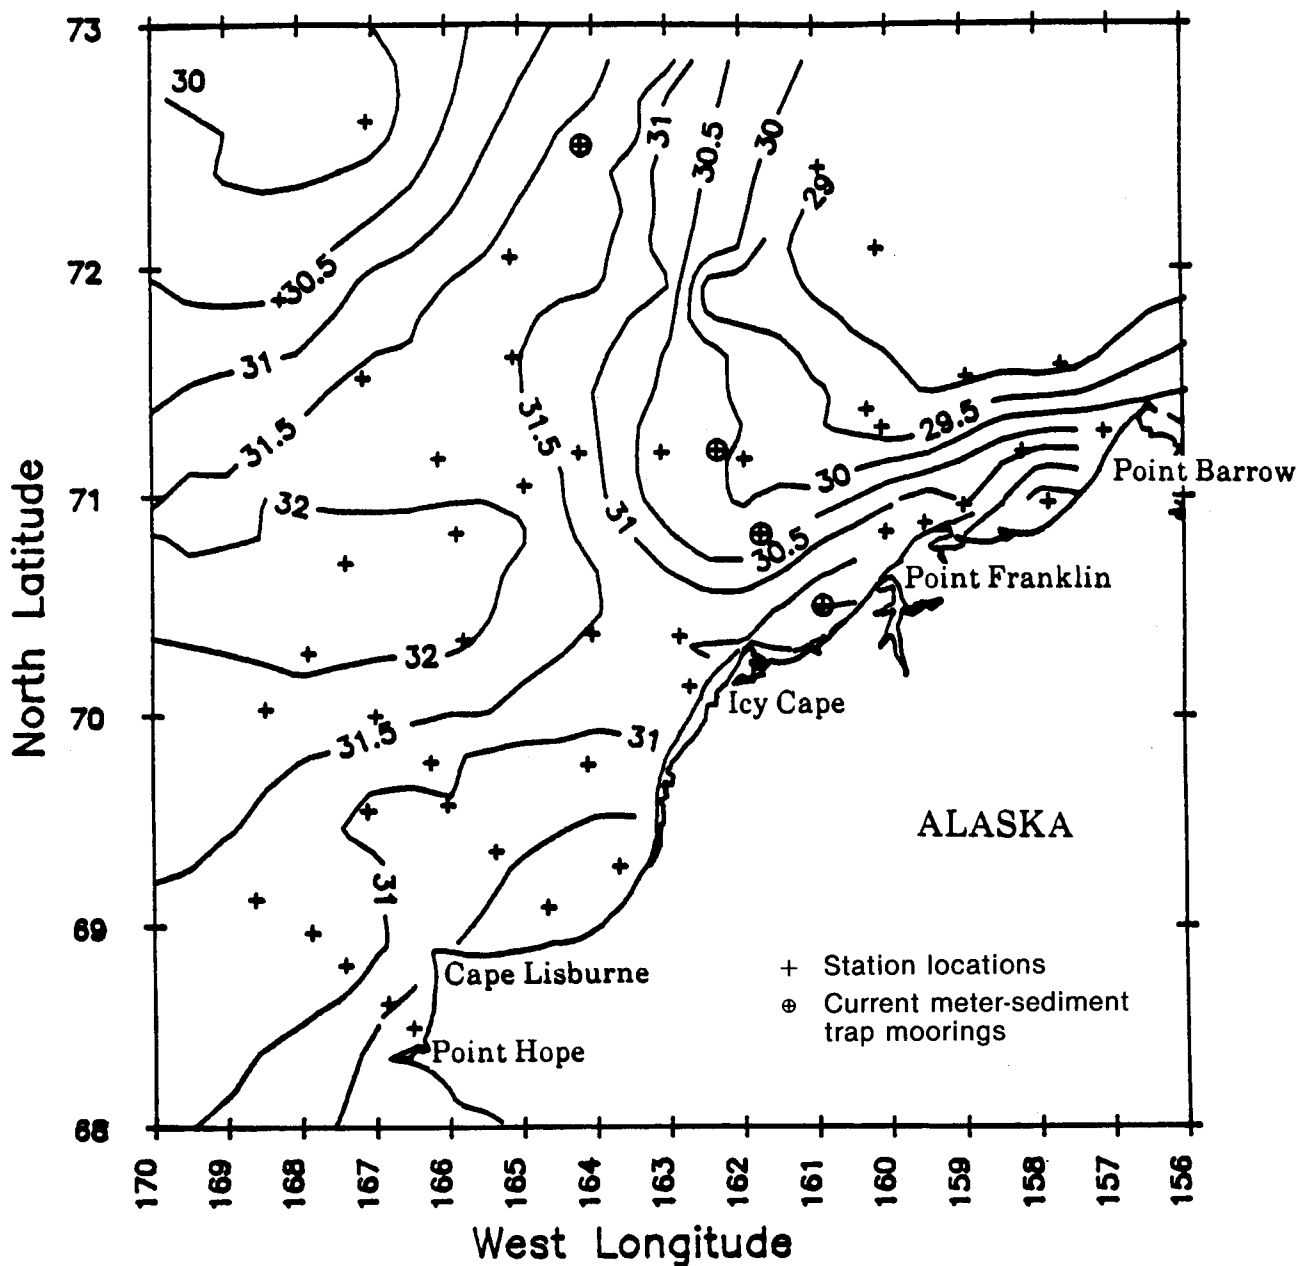 73
30
31
30.5
30
29
72
30.5
31
31.5
31.5
29.5
Point Barrow
71
32
31
30
30.5
Point Franklin
32
Icy Cape
70
31.5
31
ALASKA
31
69
Cape Lisburne
+ Station locations
⊕ Current meter-sediment
trap moorings
Point Hope
68
170 169 168 167 166 165 164 163 162 161 160 159 158 157 156
West Longitude
North Latitude